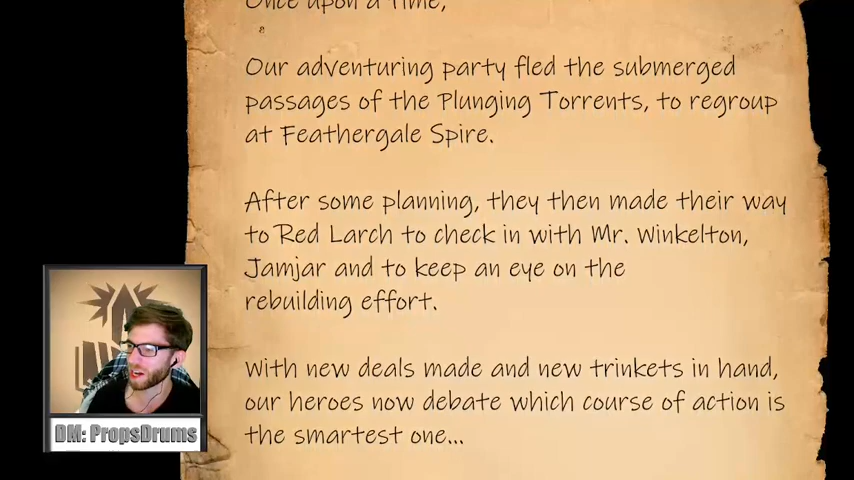 Once upon a Time,
Our adventuring party fled the submerged
passages of the Plunging Torrents, to regroup
at Feathergale Spire.
After some planning, they then made their way
to Red Larch to check in with Mr. Winkelton,
Jamjar and to keep an eye on the
rebuilding effort.
With new deals made and new trinkets in hand,
our heroes now debate which course of action is
the smartest one...
DM: PropsDrums